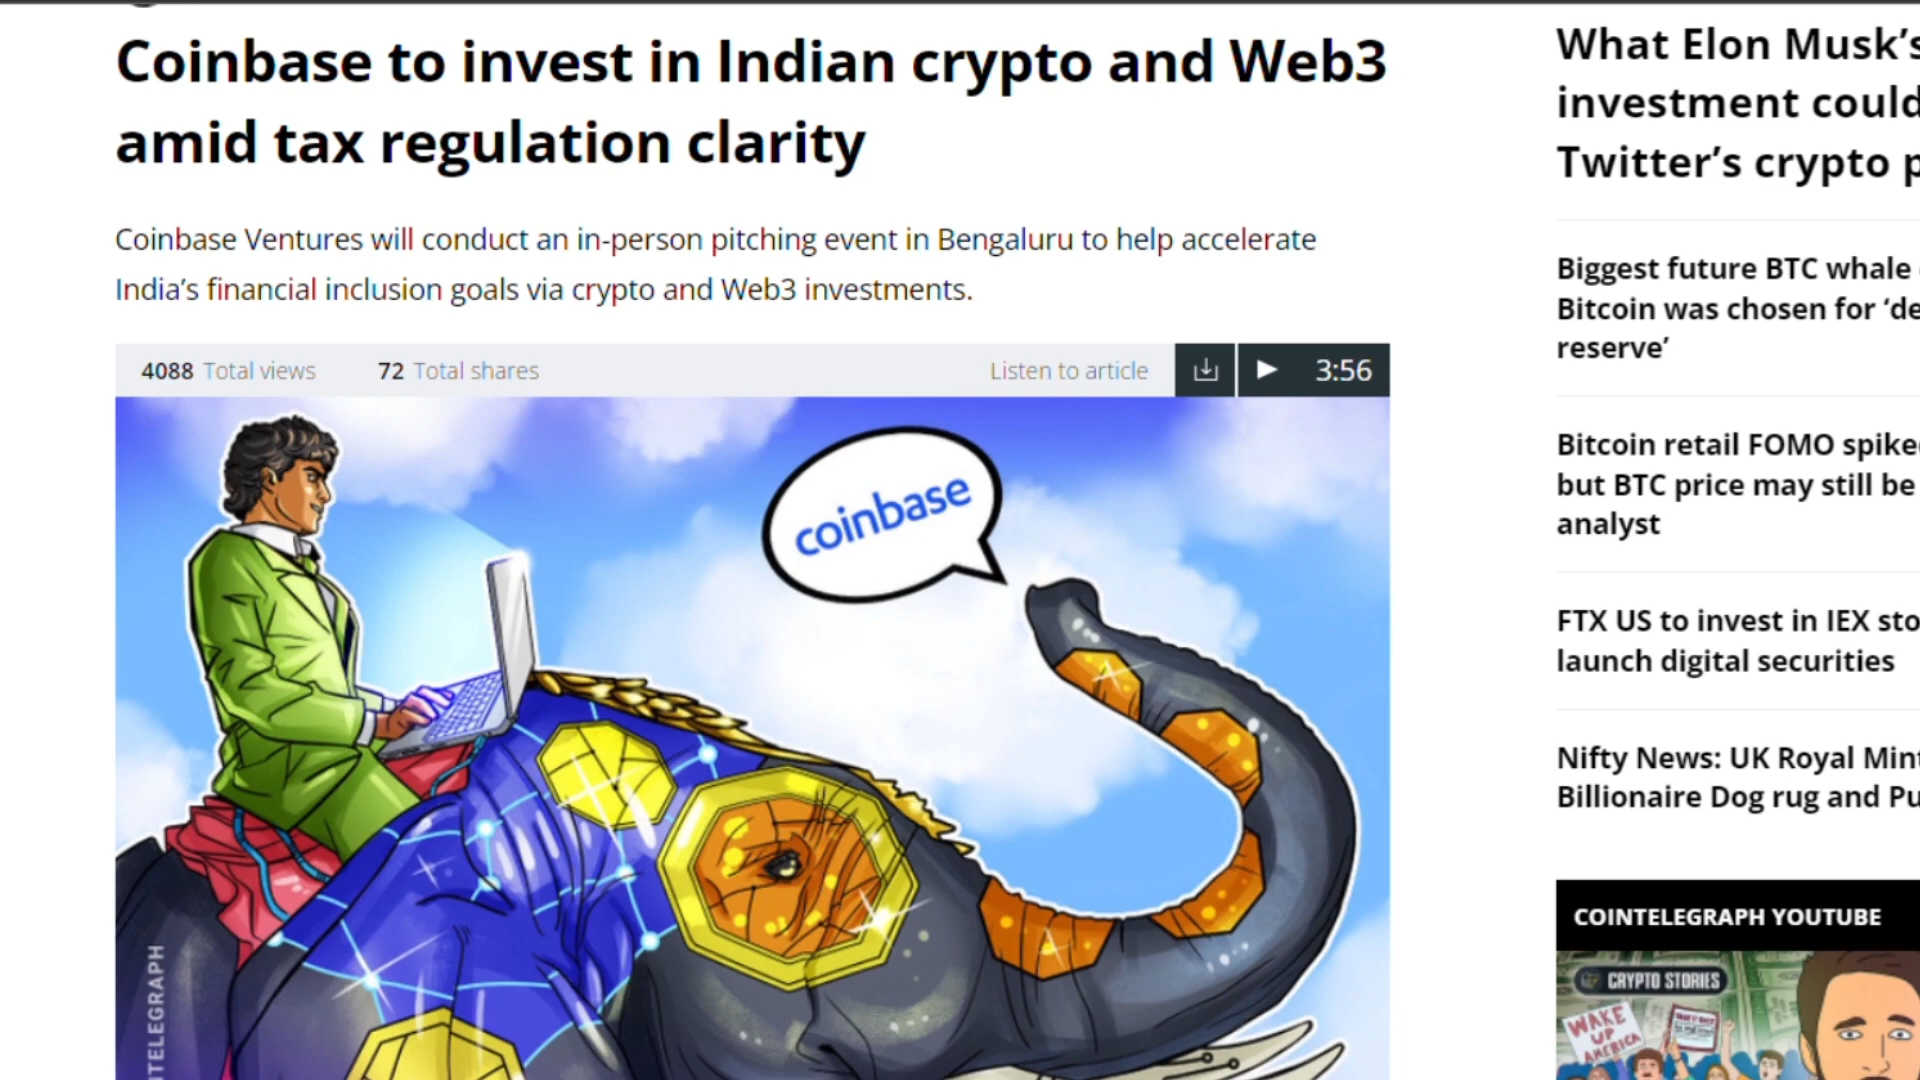 Coinbase to invest in Indian crypto and Web3
amid tax regulation clarity
Coinbase Ventures will conduct an in-person pitching event in Bengaluru to help accelerate
India’s financial inclusion goals via crypto and Web3 investments.
4088 Total views 72 Total shares Listen to article 3:56
coinbase
NTELEGRAPH
What Elon Musk’s
investment could
Twitter’s crypto p
Biggest future BTC whale
Bitcoin was chosen for ‘de
reserve’
Bitcoin retail FOMO spike
but BTC price may still be
analyst
FTX US to invest in IEX sto
launch digital securities
Nifty News: UK Royal Mint
Billionaire Dog rug and Pu
COINTELEGRAPH YOUTUBE
CRYPTO STORIES
WAKE
UP
AMERICA